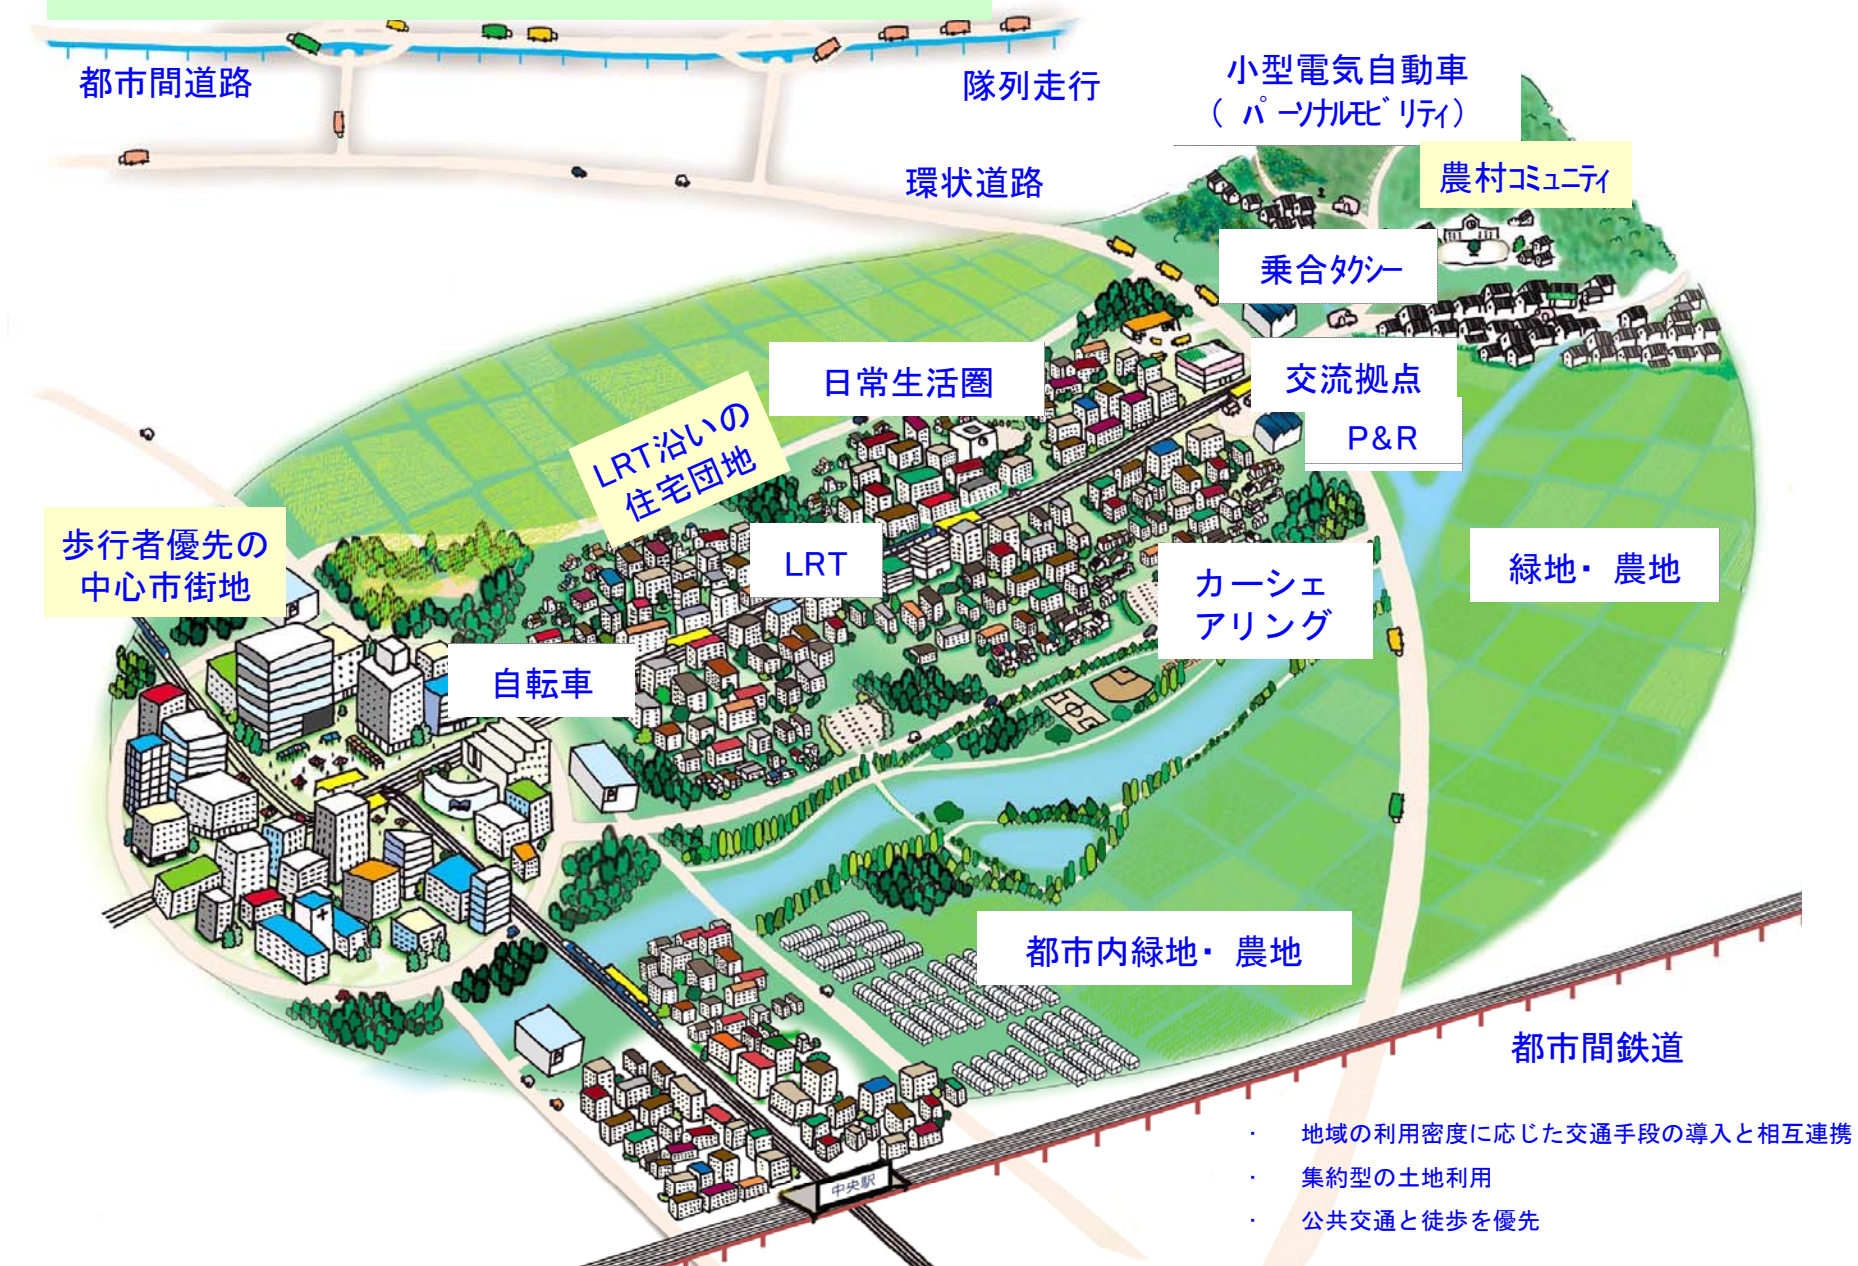 都市間道路
隊列走行
小型電気自動車
(パーソナルモビリティ)
環状道路
農村コミュニティ
乗合タクシー
日常生活圏
交流拠点
P&R
LRT沿いの
住宅団地
歩行者優先の
中心市街地
LRT
カーシェ
アリング
緑地・農地
自転車
都市内緑地・農地
都市間鉄道
中央駅
・ 地域の利用密度に応じた交通手段の導入と相互連携
・ 集約型の土地利用
・ 公共交通と徒歩を優先